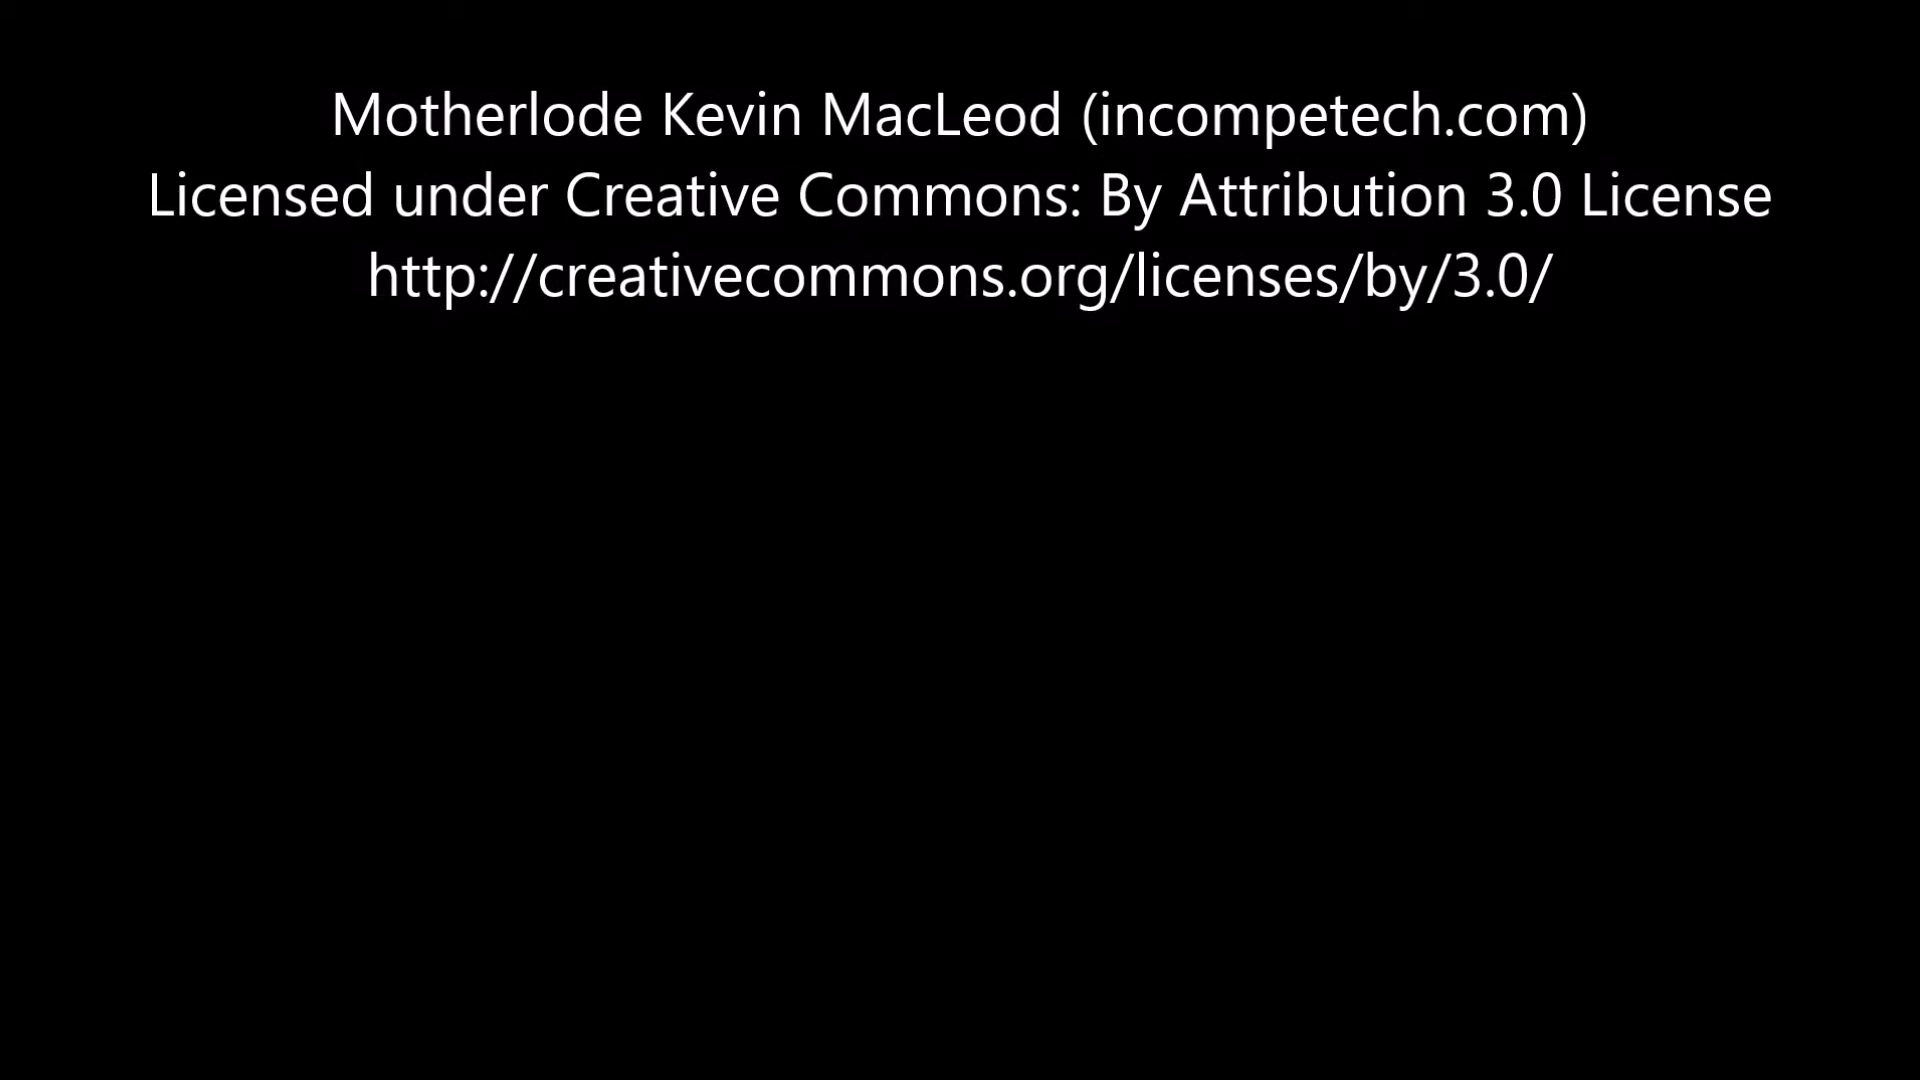 Motherlode Kevin MacLeod (incompetech.com)
Licensed under Creative Commons: By Attribution 3.0 License
http://creativecommons.org/licenses/by/3.0/